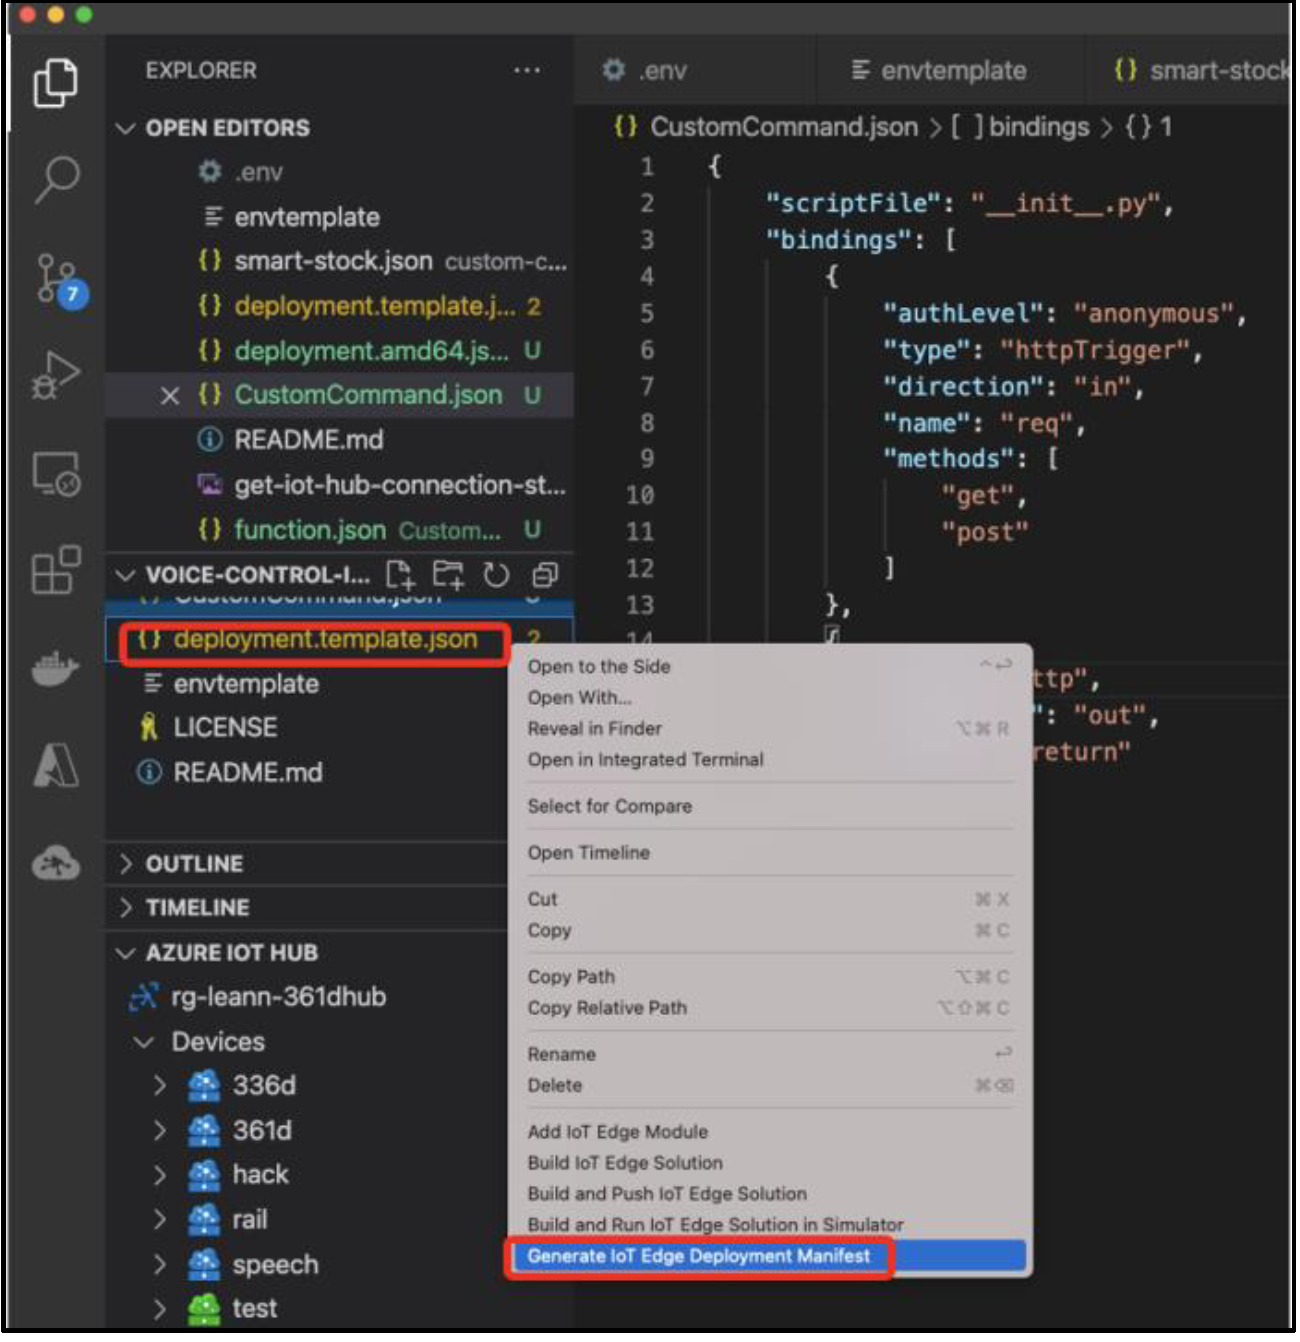 EXPLORER ...
OPEN EDITORS
.env
envtemplate
smart-stock.json custom-c...
deployment.template.j... 2
deployment.amd64.js... U
CustomCommand.json U
README.md
get-iot-hub-connection-st...
function.json Custom... U
7
VOICE-CONTROL-I...
CustomCommand.json U
deployment.template.json 2
envtemplate
LICENSE
README.md
OUTLINE
TIMELINE
AZURE IOT HUB
rg-leann-361dhub
Devices
336d
361d
hack
rail
speech
test
.env envtemplate {} smart-stock
{} CustomCommand.json > [ ] bindings > {} 1
1 {
2 "scriptFile": "__init__.py",
3 "bindings": [
4 {
5 "authLevel": "anonymous",
6 "type": "httpTrigger",
7 "direction": "in",
8 "name": "req",
9 "methods": [
10 "get",
11 "post"
12 ]
13 },
14 {
ttp",
": "out",
return"
Open to the Side ^↩
Open With...
Reveal in Finder ⌥⌘R
Open in Integrated Terminal
Select for Compare
Open Timeline
Cut ⌘X
Copy ⌘C
Copy Path ⌥⌘C
Copy Relative Path ⌥⇧⌘C
Rename ↩
Delete ⌘⌫
Add IoT Edge Module
Build IoT Edge Solution
Build and Push IoT Edge Solution
Build and Run IoT Edge Solution in Simulator
Generate IoT Edge Deployment Manifest